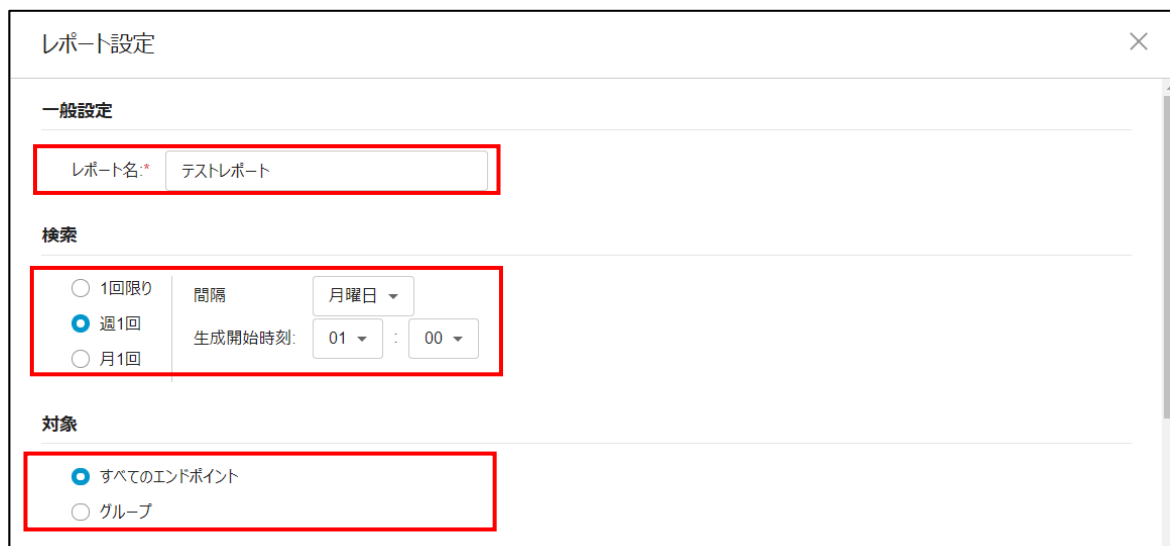 レポート設定
一般設定
レポート名:* テストレポート
検索
1回限り 間隔 月曜日
週1回
生成開始時刻: 01 : 00
月1回
対象
すべてのエンドポイント
グループ